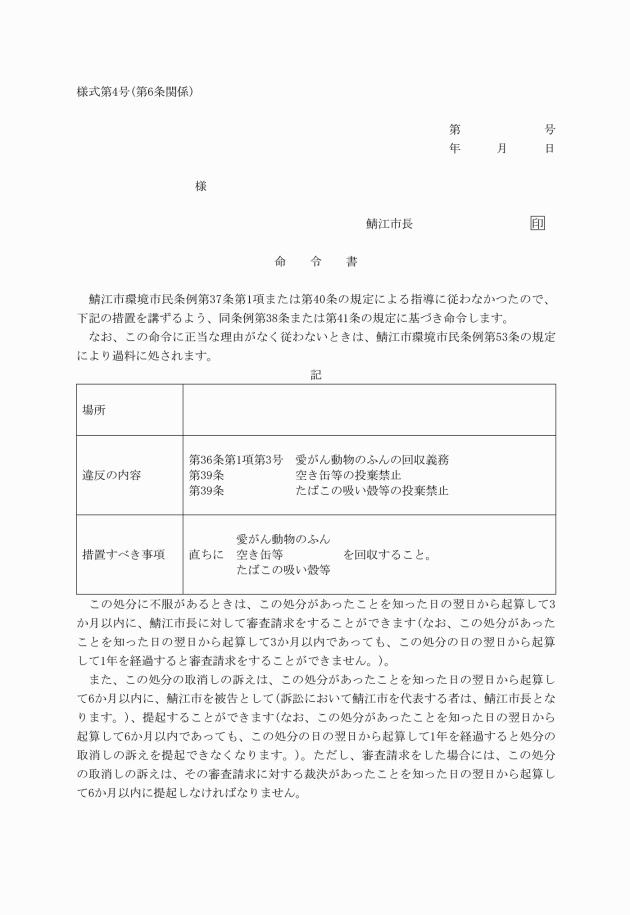 様式第4号(第6条関係)
第　　　　　　　号
年　　　月　　　日
様
鯖江市長　　　　　　　　　　印
命　令　書
鯖江市環境市民条例第37条第1項または第40条の規定による指導に従わなかつたので、
下記の措置を講ずるよう、同条例第38条または第41条の規定に基づき命令します。
なお、この命令に正当な理由がなく従わないときは、鯖江市環境市民条例第53条の規定
により過料に処されます。
記
場所
違反の内容
第36条第1項第3号　愛がん動物のふんの回収義務
第39条　　　　　　空き缶等の投棄禁止
第39条　　　　　　たばこの吸い殻等の投棄禁止
措置すべき事項
愛がん動物のふん
直ちに　空き缶等　　　　　を回収すること。
たばこの吸い殻等
この処分に不服があるときは、この処分があったことを知った日の翌日から起算して3
か月以内に、鯖江市長に対して審査請求をすることができます(なお、この処分があった
ことを知った日の翌日から起算して3か月以内であっても、この処分の日の翌日から起算
して1年を経過すると審査請求をすることができません。)。
また、この処分の取消しの訴えは、この処分があったことを知った日の翌日から起算し
て6か月以内に、鯖江市を被告として(訴訟において鯖江市を代表する者は、鯖江市長とな
ります。)、提起することができます(なお、この処分があったことを知った日の翌日から
起算して6か月以内であっても、この処分の日の翌日から起算して1年を経過すると処分の
取消しの訴えを提起できなくなります。)。ただし、審査請求をした場合には、この処分
の取消しの訴えは、その審査請求に対する裁決があったことを知った日の翌日から起算し
て6か月以内に提起しなければなりません。